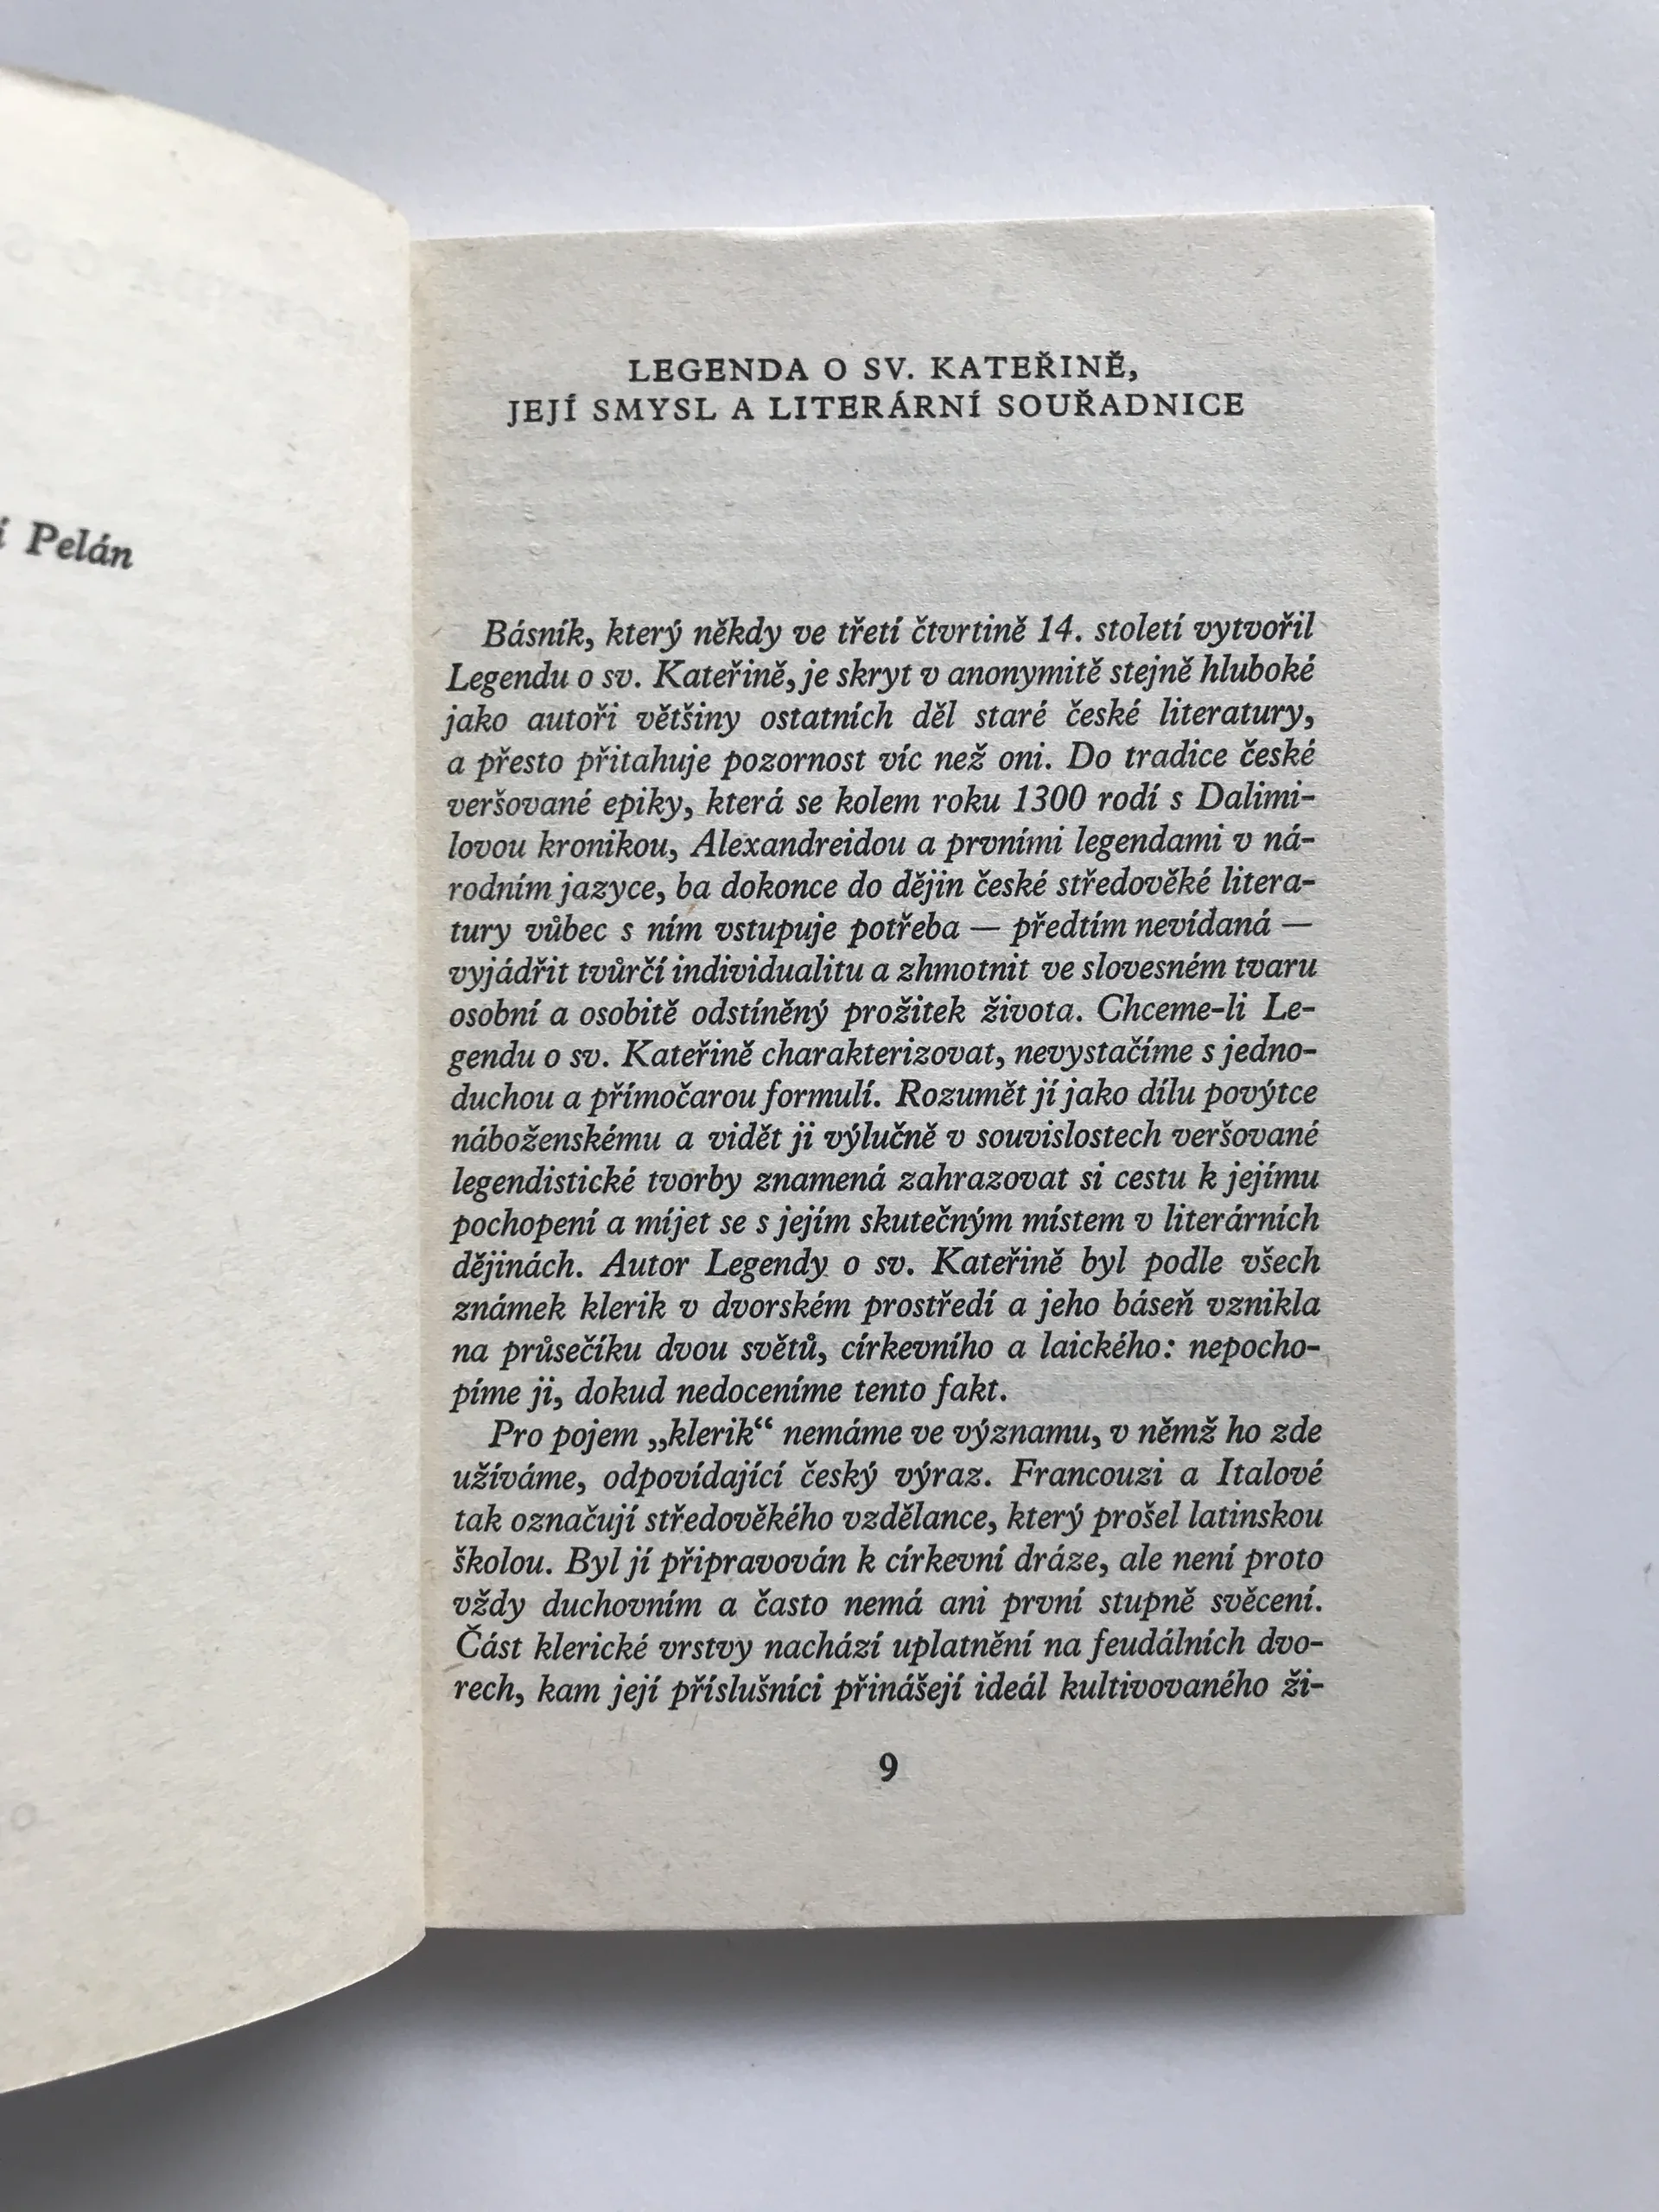 Pelán
LEGENDA O SV. KATEŘINĚ,
JEJÍ SMYSL A LITERÁRNÍ SOUŘADNICE
Básník, který někdy ve třetí čtvrtině 14. století vytvořil
Legendu o sv. Kateřině, je skryt v anonymitě stejně hluboké
jako autoři většiny ostatních děl staré české literatury,
a přesto přitahuje pozornost víc než oni. Do tradice české
veršované epiky, která se kolem roku 1300 rodí s Dalimi-
lovou kronikou, Alexandreidou a prvními legendami v ná-
rodním jazyce, ba dokonce do dějin české středověké litera-
tury vůbec s ním vstupuje potřeba — předtím nevídaná —
vyjádřit tvůrčí individualitu a zhmotnit ve slovesném tvaru
osobní a osobitě odstíněný prožitek života. Chceme-li Le-
gendu o sv. Kateřině charakterizovat, nevystačíme s jedno-
duchou a přímočarou formulí. Rozumět jí jako dílu povýtce
náboženskému a vidět ji výlučně v souvislostech veršované
legendistické tvorby znamená zahrazovat si cestu k jejímu
pochopení a míjet se s jejím skutečným místem v literárních
dějinách. Autor Legendy o sv. Kateřině byl podle všech
známek klerik v dvorském prostředí a jeho báseň vznikla
na průsečíku dvou světů, církevního a laického: nepocho-
píme ji, dokud nedoceníme tento fakt.
Pro pojem „klerik“ nemáme ve významu, v němž ho zde
užíváme, odpovídající český výraz. Francouzi a Italové
tak označují středověkého vzdělance, který prošel latinskou
školou. Byl jí připravován k církevní dráze, ale není proto
vždy duchovním a často nemá ani první stupně svěcení.
Část klerické vrstvy nachází uplatnění na feudálních dvo-
rech, kam její příslušníci přinášejí ideál kultivovaného ži-
9